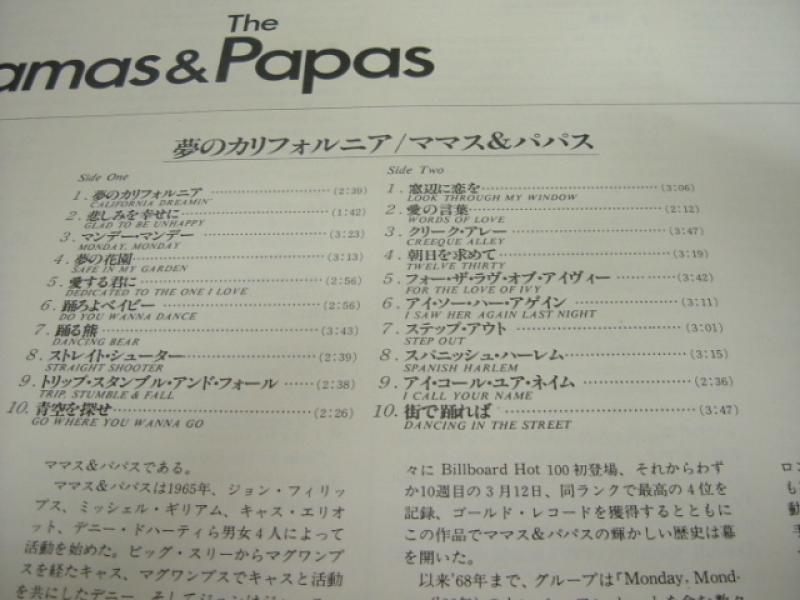 The
amas & Papas
夢のカリフォルニア/ママス&パパス
Side One
1. 夢のカリフォルニア (2:39)
CALIFORNIA DREAMIN'
2. 悲しみを幸せに (1:42)
GLAD TO BE UNHAPPY
3. マンデー・マンデー (3:23)
MONDAY, MONDAY
4. 夢の花園 (3:13)
SAFE IN MY GARDEN
5. 愛する君に (2:56)
DEDICATED TO THE ONE I LOVE
6. 踊ろよベイビー (2:56)
DO YOU WANNA DANCE
7. 踊る熊 (3:43)
DANCING BEAR
8. ストレイト・シューター (2:39)
STRAIGHT SHOOTER
9. トリップ・スタンブル・アンド・フォール (2:38)
TRIP, STUMBLE & FALL
10. 青空を探せ (2:26)
GO WHERE YOU WANNA GO
Side Two
1. 窓辺に恋を (3:06)
LOOK THROUGH MY WINDOW
2. 愛の言葉 (2:12)
WORDS OF LOVE
3. クリーク・アレー (3:47)
CREEQUE ALLEY
4. 朝日を求めて (3:19)
TWELVE THIRTY
5. フォー・ザ・ラヴ・オブ・アイヴィー (3:42)
FOR THE LOVE OF IVY
6. アイ・ソー・ハー・アゲイン (3:11)
I SAW HER AGAIN LAST NIGHT
7. ステップ・アウト (3:01)
STEP OUT
8. スパニッシュ・ハーレム (3:15)
SPANISH HARLEM
9. アイ・コール・ユア・ネイム (2:36)
I CALL YOUR NAME
10. 街で踊れば (3:47)
DANCING IN THE STREET
ママス&パパスである。
ママス&パパスは1965年、ジョン・フィリッ
プス、ミッシェル・ギリアム、キャス・エリオ
ット、デニー・ドハーティら男女4人によって
活動を始めた。ビッグ・スリーからマグワンプ
スを経たキャス、マグワンプスでキャスと活動
を共にしたデニー、そしてジョンは
々に Billboard Hot 100 初登場、それからわず
か10週目の3月12日、同ランクで最高の4位を
記録、ゴールド・レコードを獲得するとともに
この作品でママス&パパスの輝かしい歴史は幕
を開いた。
以来'68年まで、グループは「Monday, Mond-